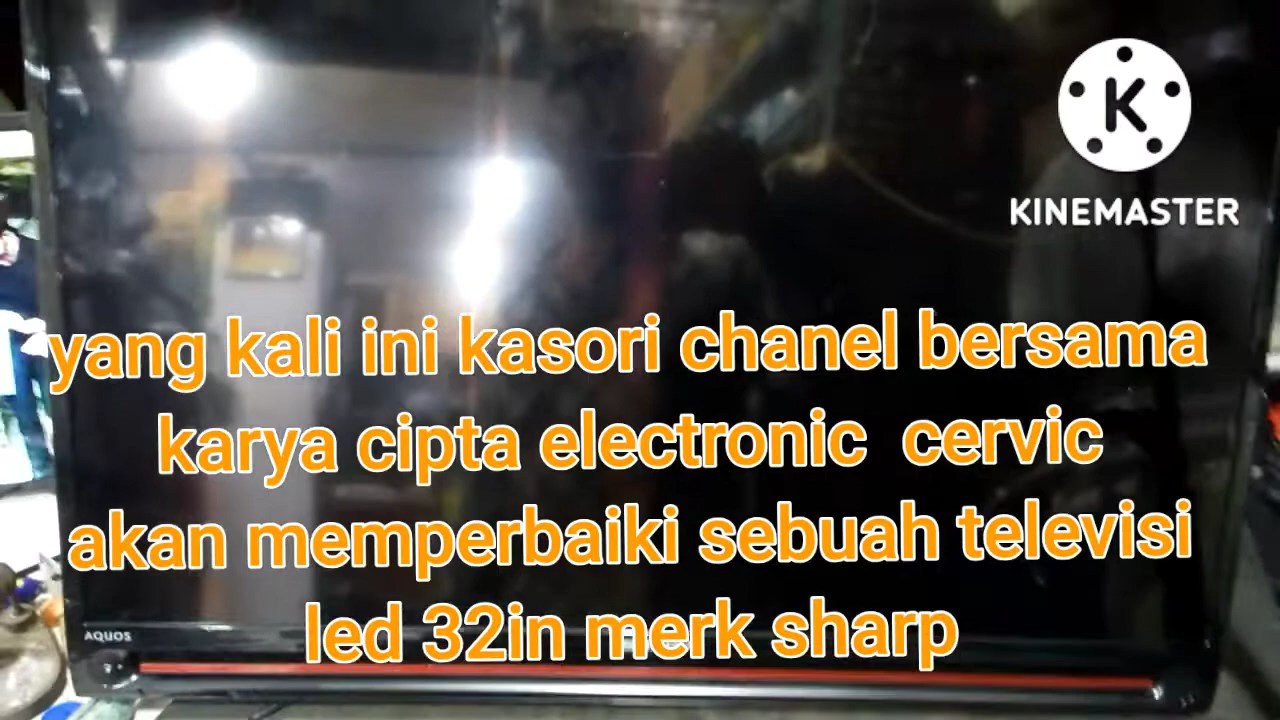 K
KINEMASTER
yang kali ini kasori chanel bersama
karya cipta electronic cervic
akan memperbaiki sebuah televisi
led 32in merk sharp
AQUOS